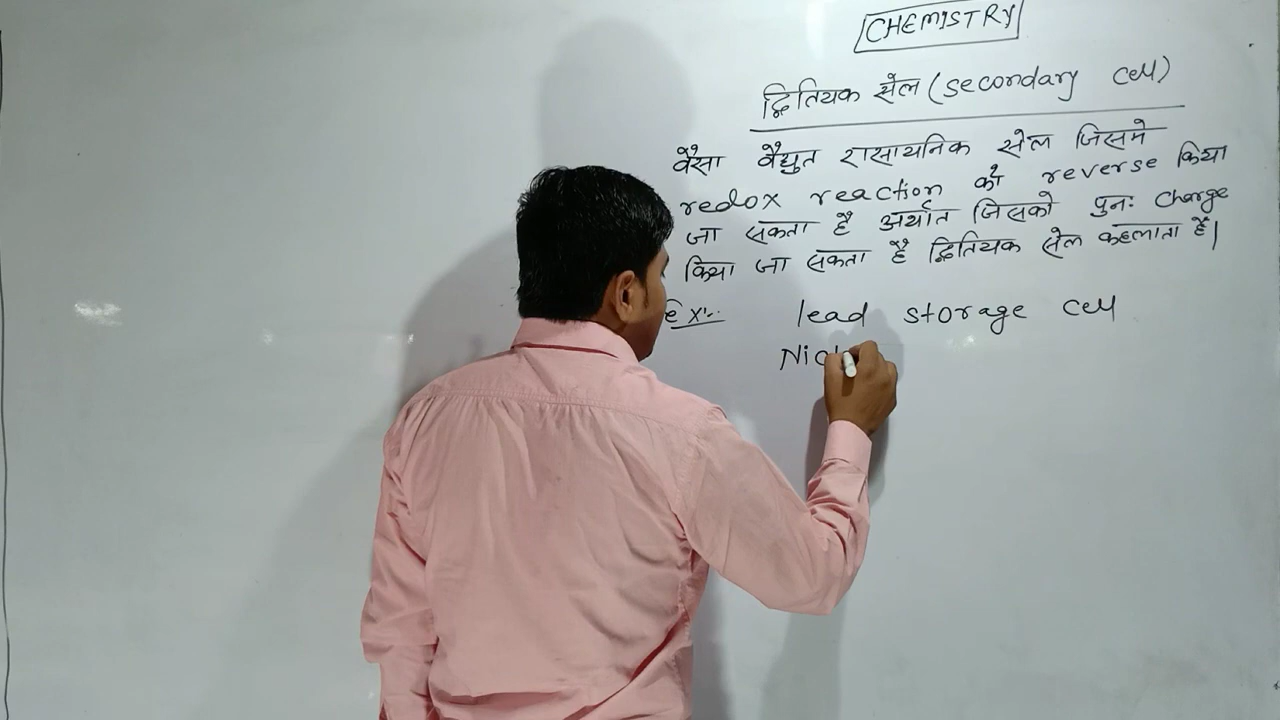 CHEMISTRY
द्वितियक सेल (secondary cell)
वैसा वैद्युत रासायनिक सेल जिसमे
redox reaction को reverse किया
जा सकता है अर्थात जिसको पुनः charge
किया जा सकता है द्वितियक सेल कहलाता है।
ex:- lead storage cell
Nic